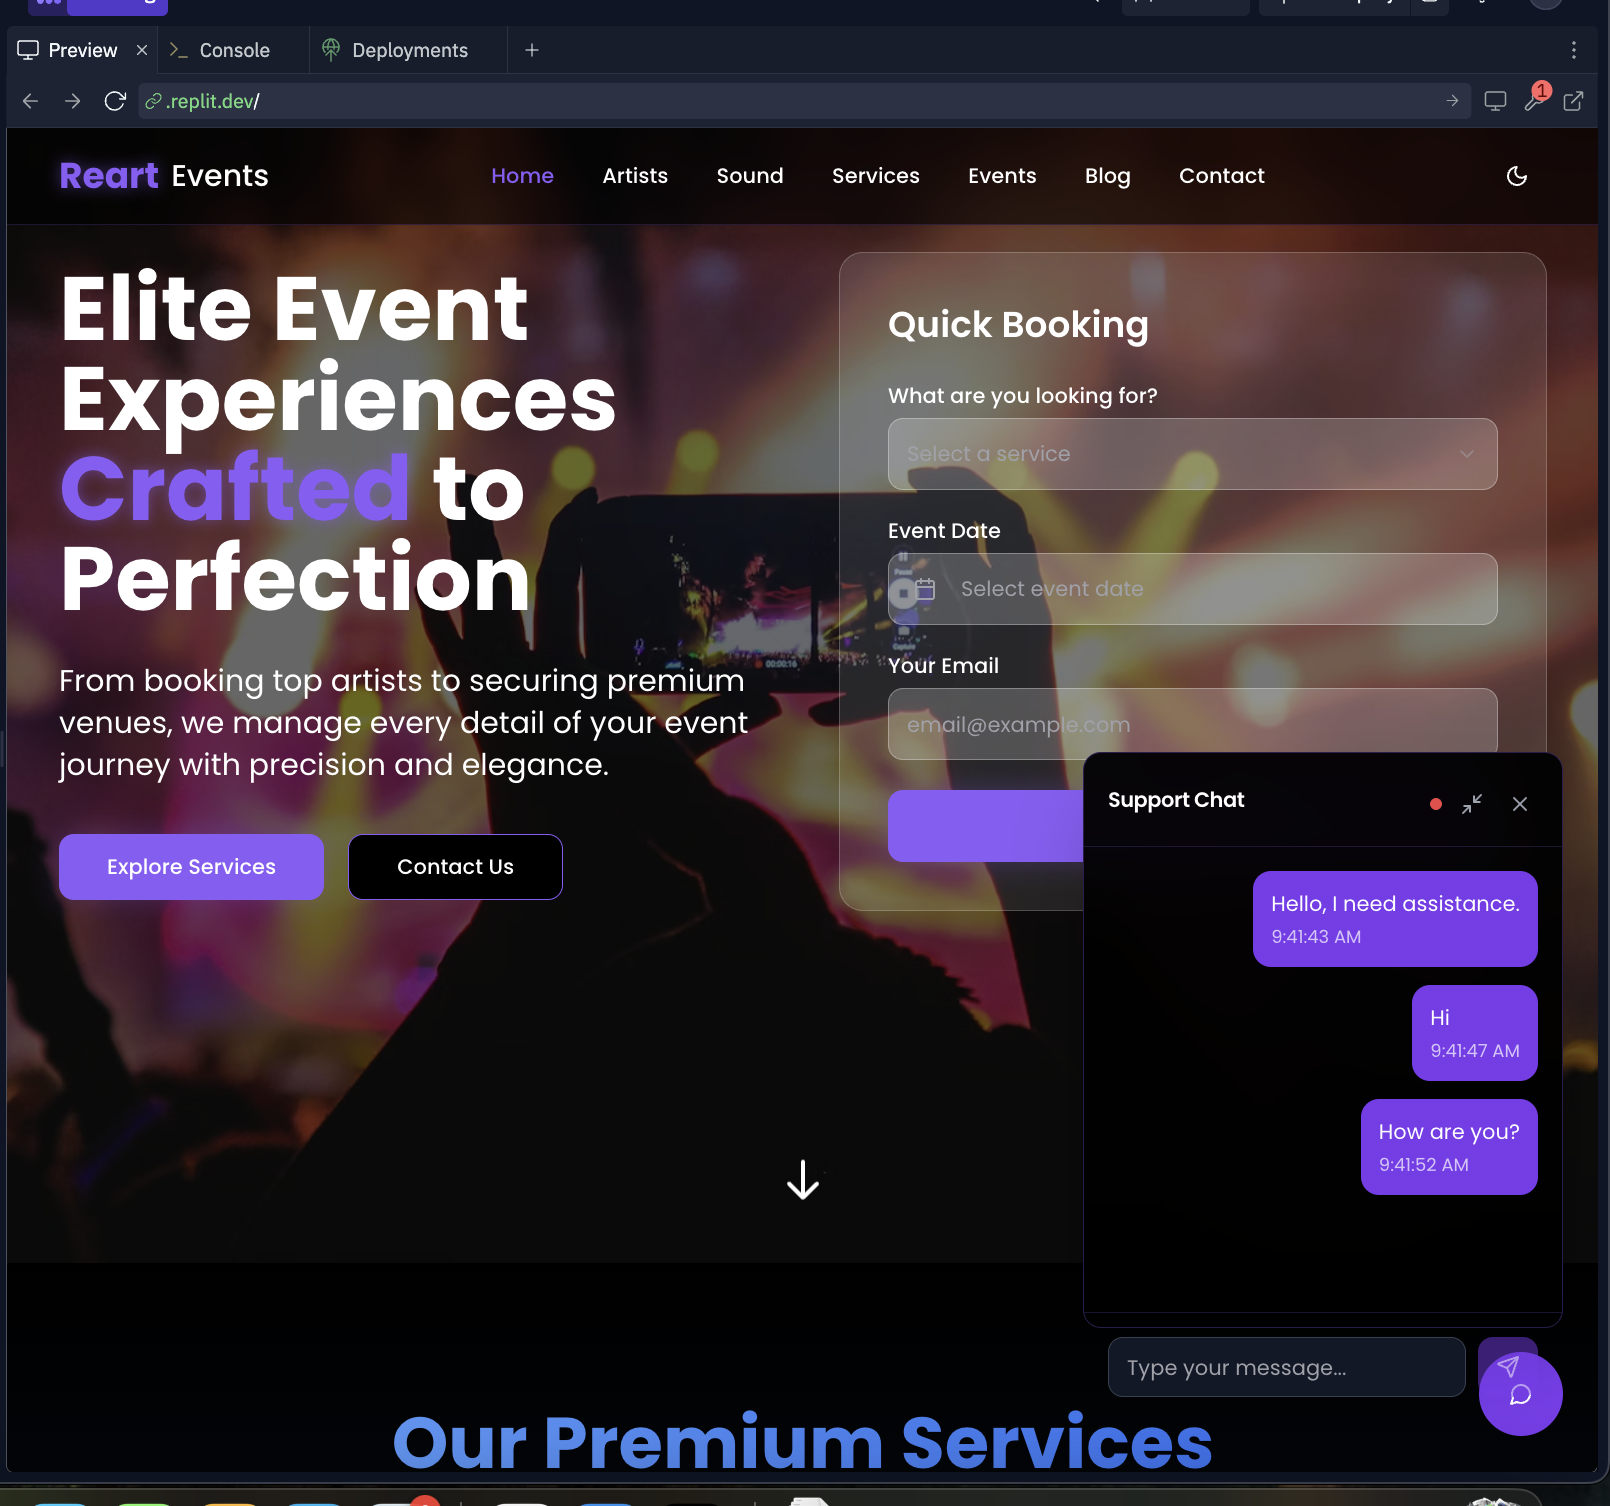 Preview
Console
Deployments
.replit.dev/
1
Reart Events
Home
Artists
Sound
Services
Events
Blog
Contact
Elite Event
Experiences
Crafted to
Perfection
From booking top artists to securing premium
venues, we manage every detail of your event
journey with precision and elegance.
Explore Services
Contact Us
Quick Booking
What are you looking for?
Select a service
Event Date
Select event date
Your Email
email@example.com
00:00:16
Support Chat
Hello, I need assistance.
9:41:43 AM
Hi
9:41:47 AM
How are you?
9:41:52 AM
Type your message...
Our Premium Services